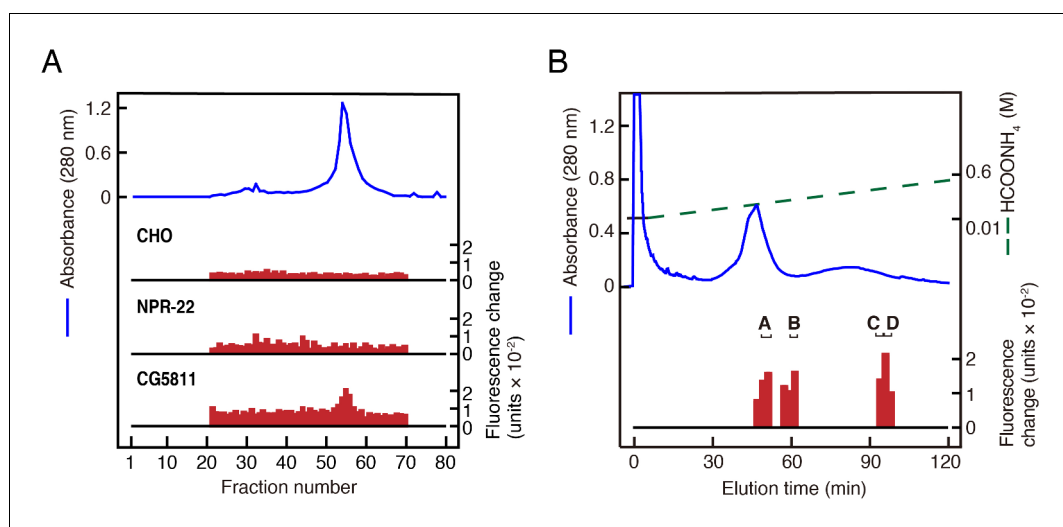 A
Absorbance (280 nm)
1.2
0.6
0
CHO
2
1
0
NPR-22
2
1
0
CG5811
2
1
0
Fluorescence change
(units × 10-2)
1 10 20 30 40 50 60 70 80
Fraction number
B
Absorbance (280 nm)
1.2
0.8
0.4
0
0.6
0.01
HCOONH4 (M)
A B C D
2
1
0
Fluorescence
change (units × 10-2)
0 30 60 90 120
Elution time (min)